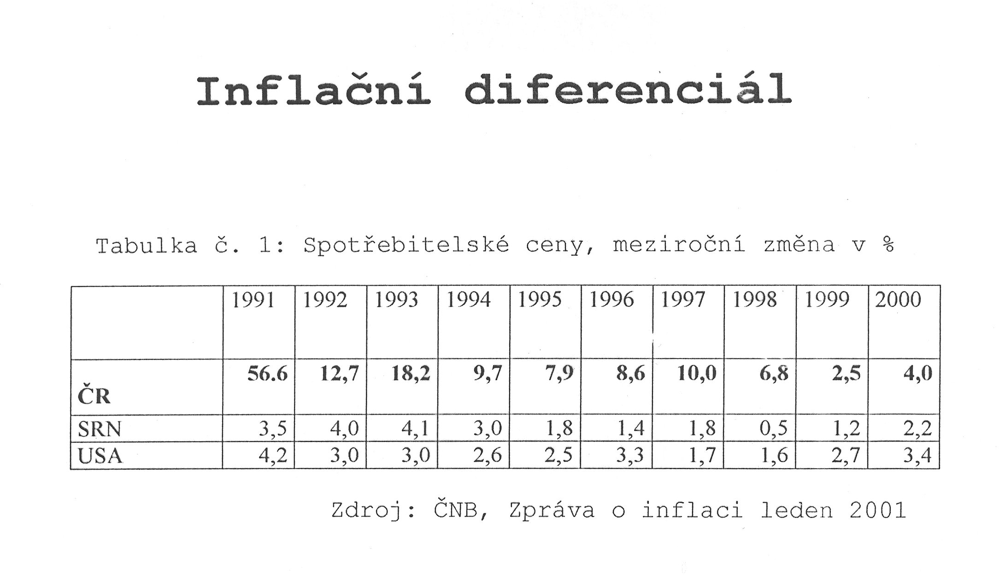 Inflační diferenciál
Tabulka č. 1: Spotřebitelské ceny, meziroční změna v %
1991 1992 1993 1994 1995 1996 1997 1998 1999 2000
56.6 12,7 18,2 9,7 7,9 8,6 10,0 6,8 2,5 4,0
ČR
SRN 3,5 4,0 4,1 3,0 1,8 1,4 1,8 0,5 1,2 2,2
USA 4,2 3,0 3,0 2,6 2,5 3,3 1,7 1,6 2,7 3,4
Zdroj: ČNB, Zpráva o inflaci leden 2001